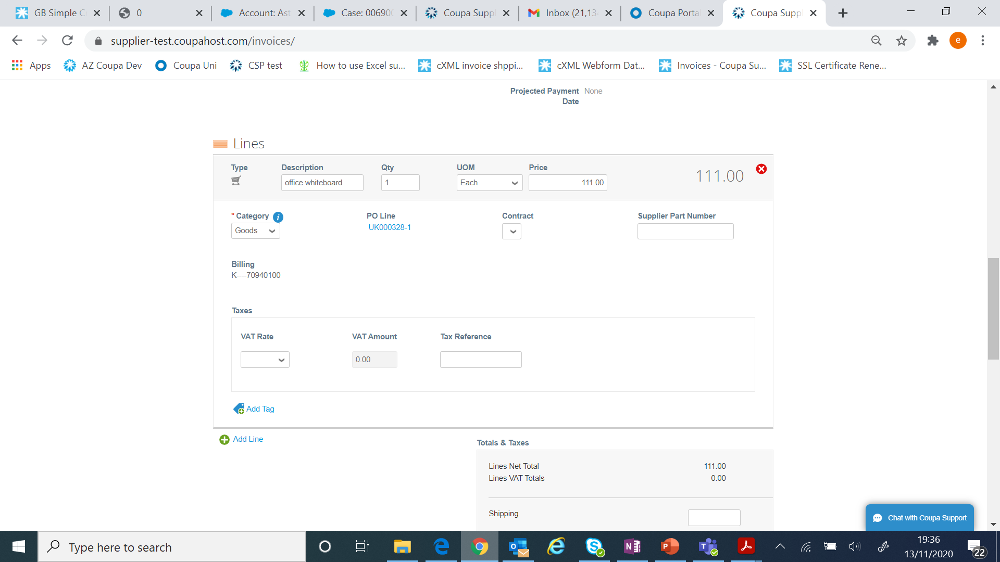 GB Simple C
0
Account: Ast
Case: 00690
Coupa Suppl
Inbox (21,13
Coupa Porta
Coupa Suppl
supplier-test.coupahost.com/invoices/
e
Apps
AZ Coupa Dev
Coupa Uni
CSP test
How to use Excel su...
cXML invoice shppi...
cXML Webform Dat...
Invoices - Coupa Su...
SSL Certificate Rene...
Projected Payment Date
None
Lines
Type
Description
Qty
UOM
Price
office whiteboard
1
Each
111.00
111.00
* Category
i
PO Line
Contract
Supplier Part Number
Goods
UK000328-1
Billing
K----70940100
Taxes
VAT Rate
VAT Amount
Tax Reference
0.00
Add Tag
Add Line
Totals & Taxes
Lines Net Total 111.00
Lines VAT Totals 0.00
Shipping
Chat with Coupa Support
Type here to search
19:36
13/11/2020
22